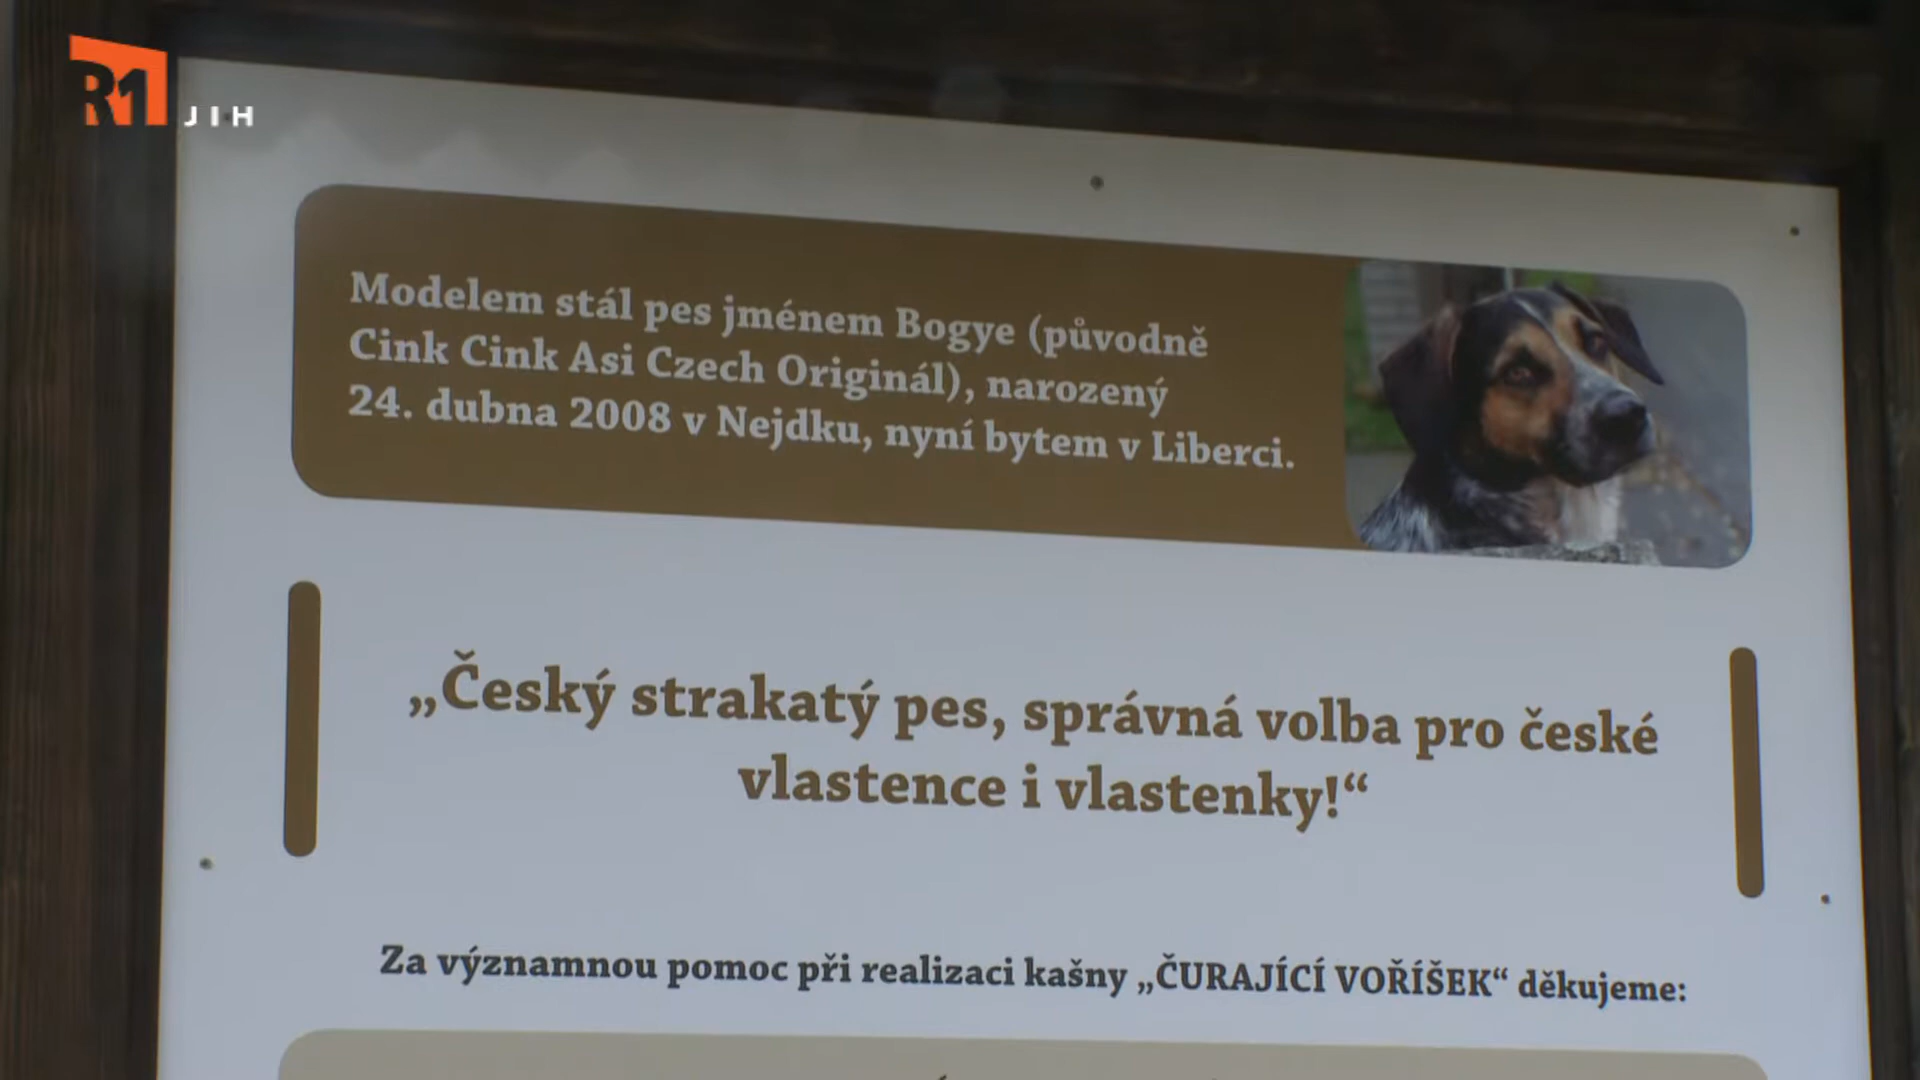 R1 JIH
Modelem stál pes jménem Bogye (původně
Cink Cink Asi Czech Originál), narozený
24. dubna 2008 v Nejdku, nyní bytem v Liberci.
„Český strakatý pes, správná volba pro české
vlastence i vlastenky!“
Za významnou pomoc při realizaci kašny „ČURAJÍCÍ VOŘÍŠEK“ děkujeme: